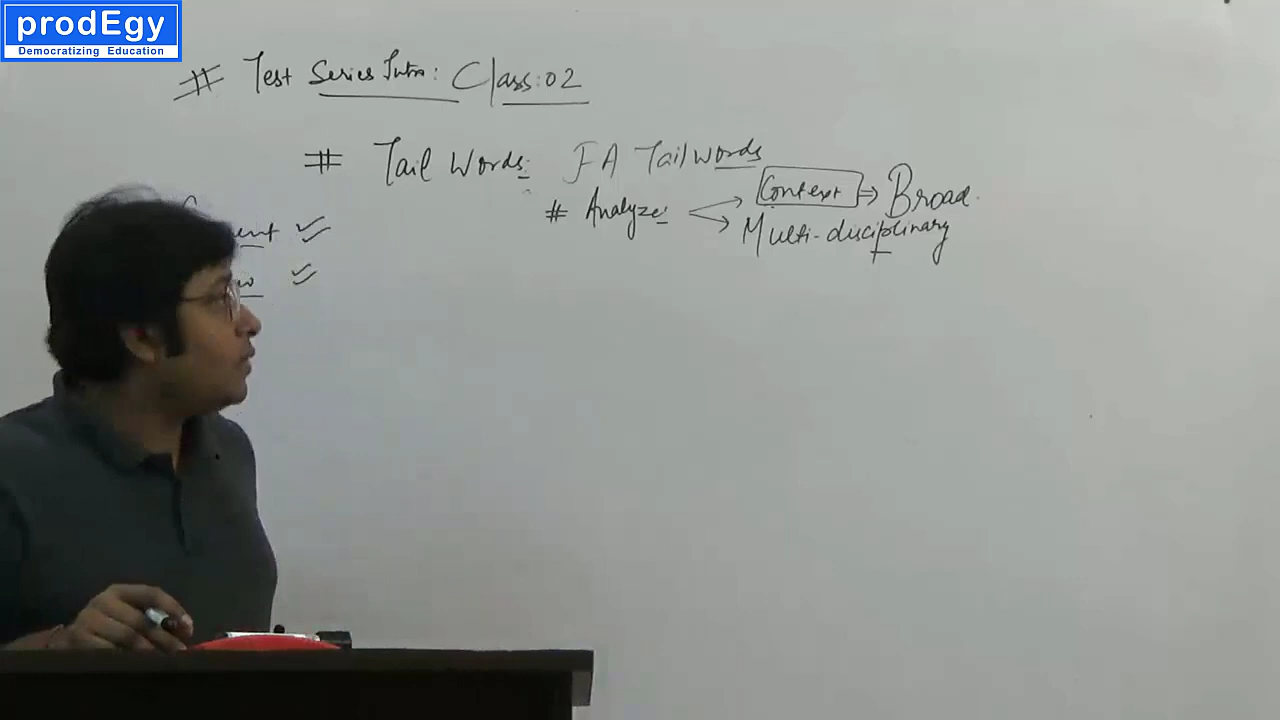 prodEgy
Democratizing Education
# Test Series Intro: Class:02
# Tail Words: FA Tailwords
# Analyze: Context ⇒ Broad
Multi-disciplinary